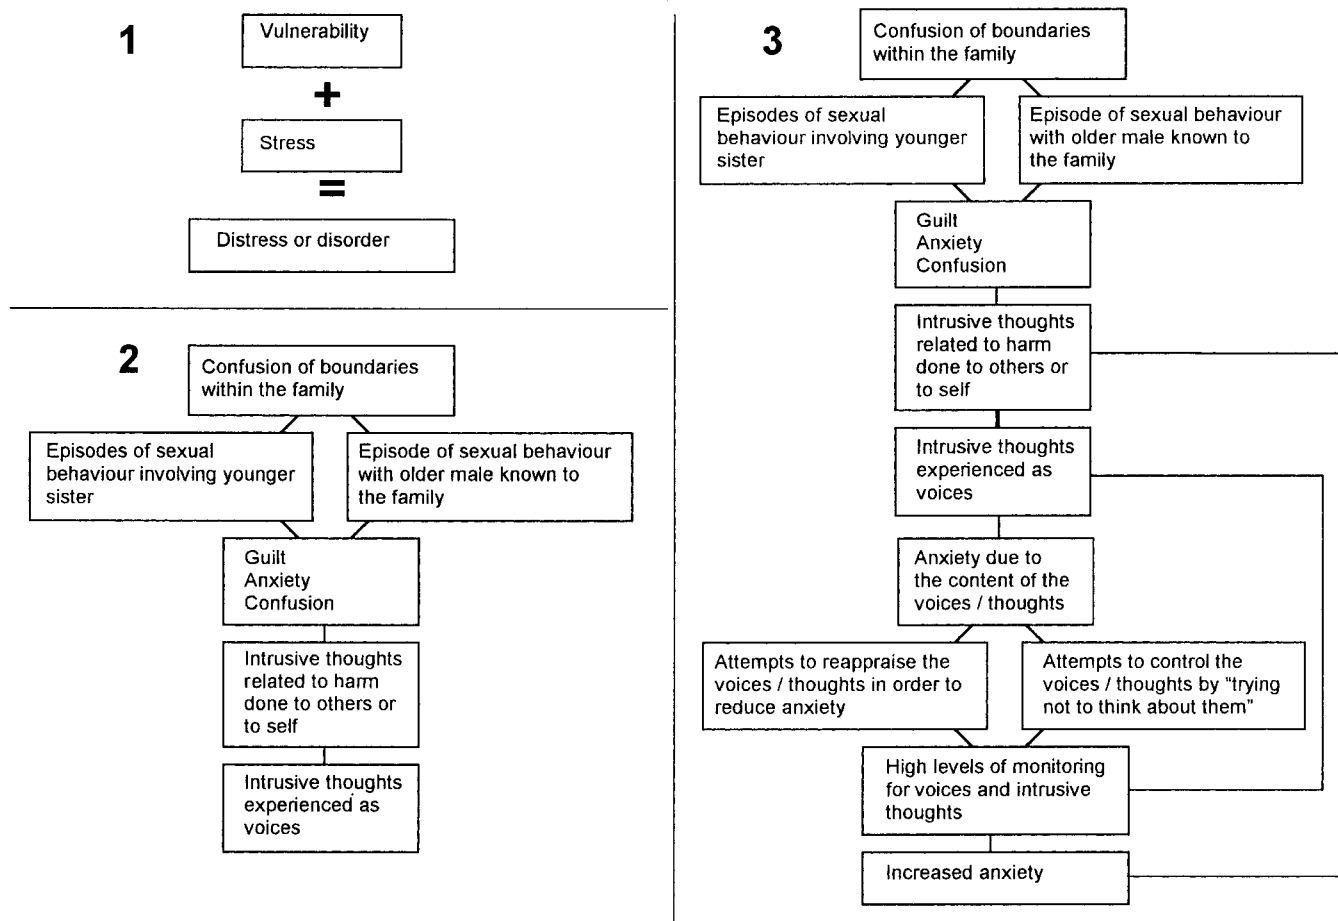 1
Vulnerability
+
Stress
=
Distress or disorder
2
Confusion of boundaries
within the family
Episodes of sexual
behaviour involving younger
sister
Episode of sexual behaviour
with older male known to
the family
Guilt
Anxiety
Confusion
Intrusive thoughts
related to harm
done to others or
to self
Intrusive thoughts
experienced as
voices
3
Confusion of boundaries
within the family
Episodes of sexual
behaviour involving younger
sister
Episode of sexual behaviour
with older male known to
the family
Guilt
Anxiety
Confusion
Intrusive thoughts
related to harm
done to others or
to self
Intrusive thoughts
experienced as
voices
Anxiety due to
the content of the
voices / thoughts
Attempts to reappraise the
voices / thoughts in order to
reduce anxiety
Attempts to control the
voices / thoughts by “trying
not to think about them”
High levels of monitoring
for voices and intrusive
thoughts
Increased anxiety